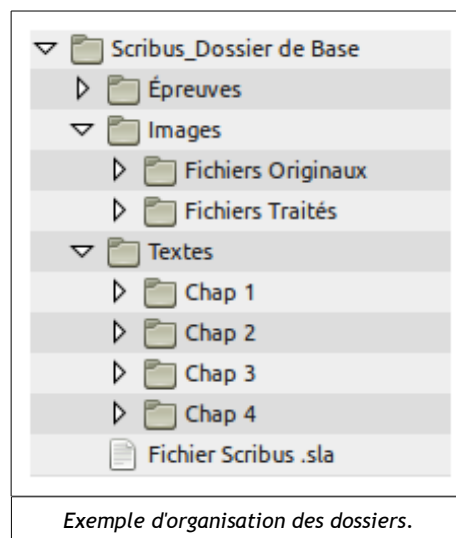 Scribus_Dossier de Base
Épreuves
Images
Fichiers Originaux
Fichiers Traités
Textes
Chap 1
Chap 2
Chap 3
Chap 4
Fichier Scribus .sla
Exemple d'organisation des dossiers.